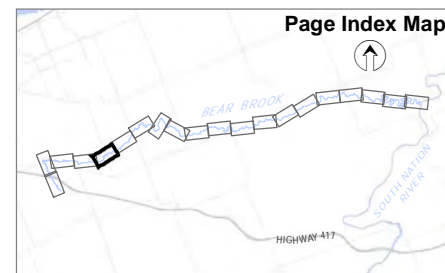 Page Index Map
BEAR BROOK
SOUTH NATION
RIVER
HIGHWAY 417